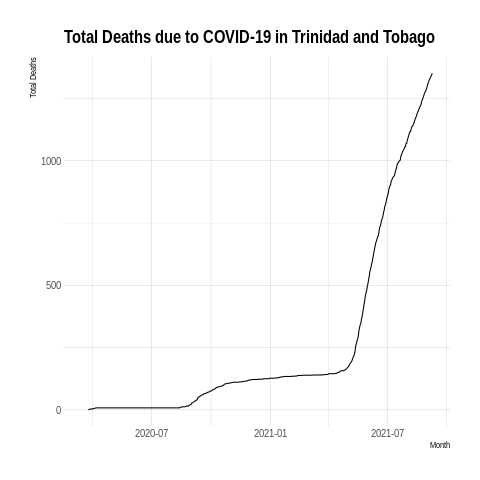 Total Deaths due to COVID-19 in Trinidad and Tobago
Total Deaths
1000
500
0
2020-07
2021-01
2021-07
Month